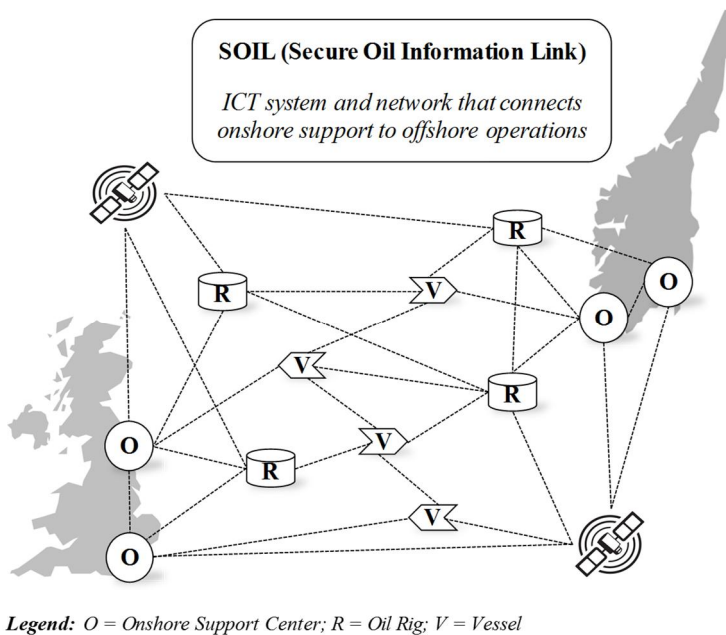 SOIL (Secure Oil Information Link)
ICT system and network that connects
onshore support to offshore operations
R
R
V
O
O
V
R
O
V
R
V
O
Legend: O = Onshore Support Center; R = Oil Rig; V = Vessel